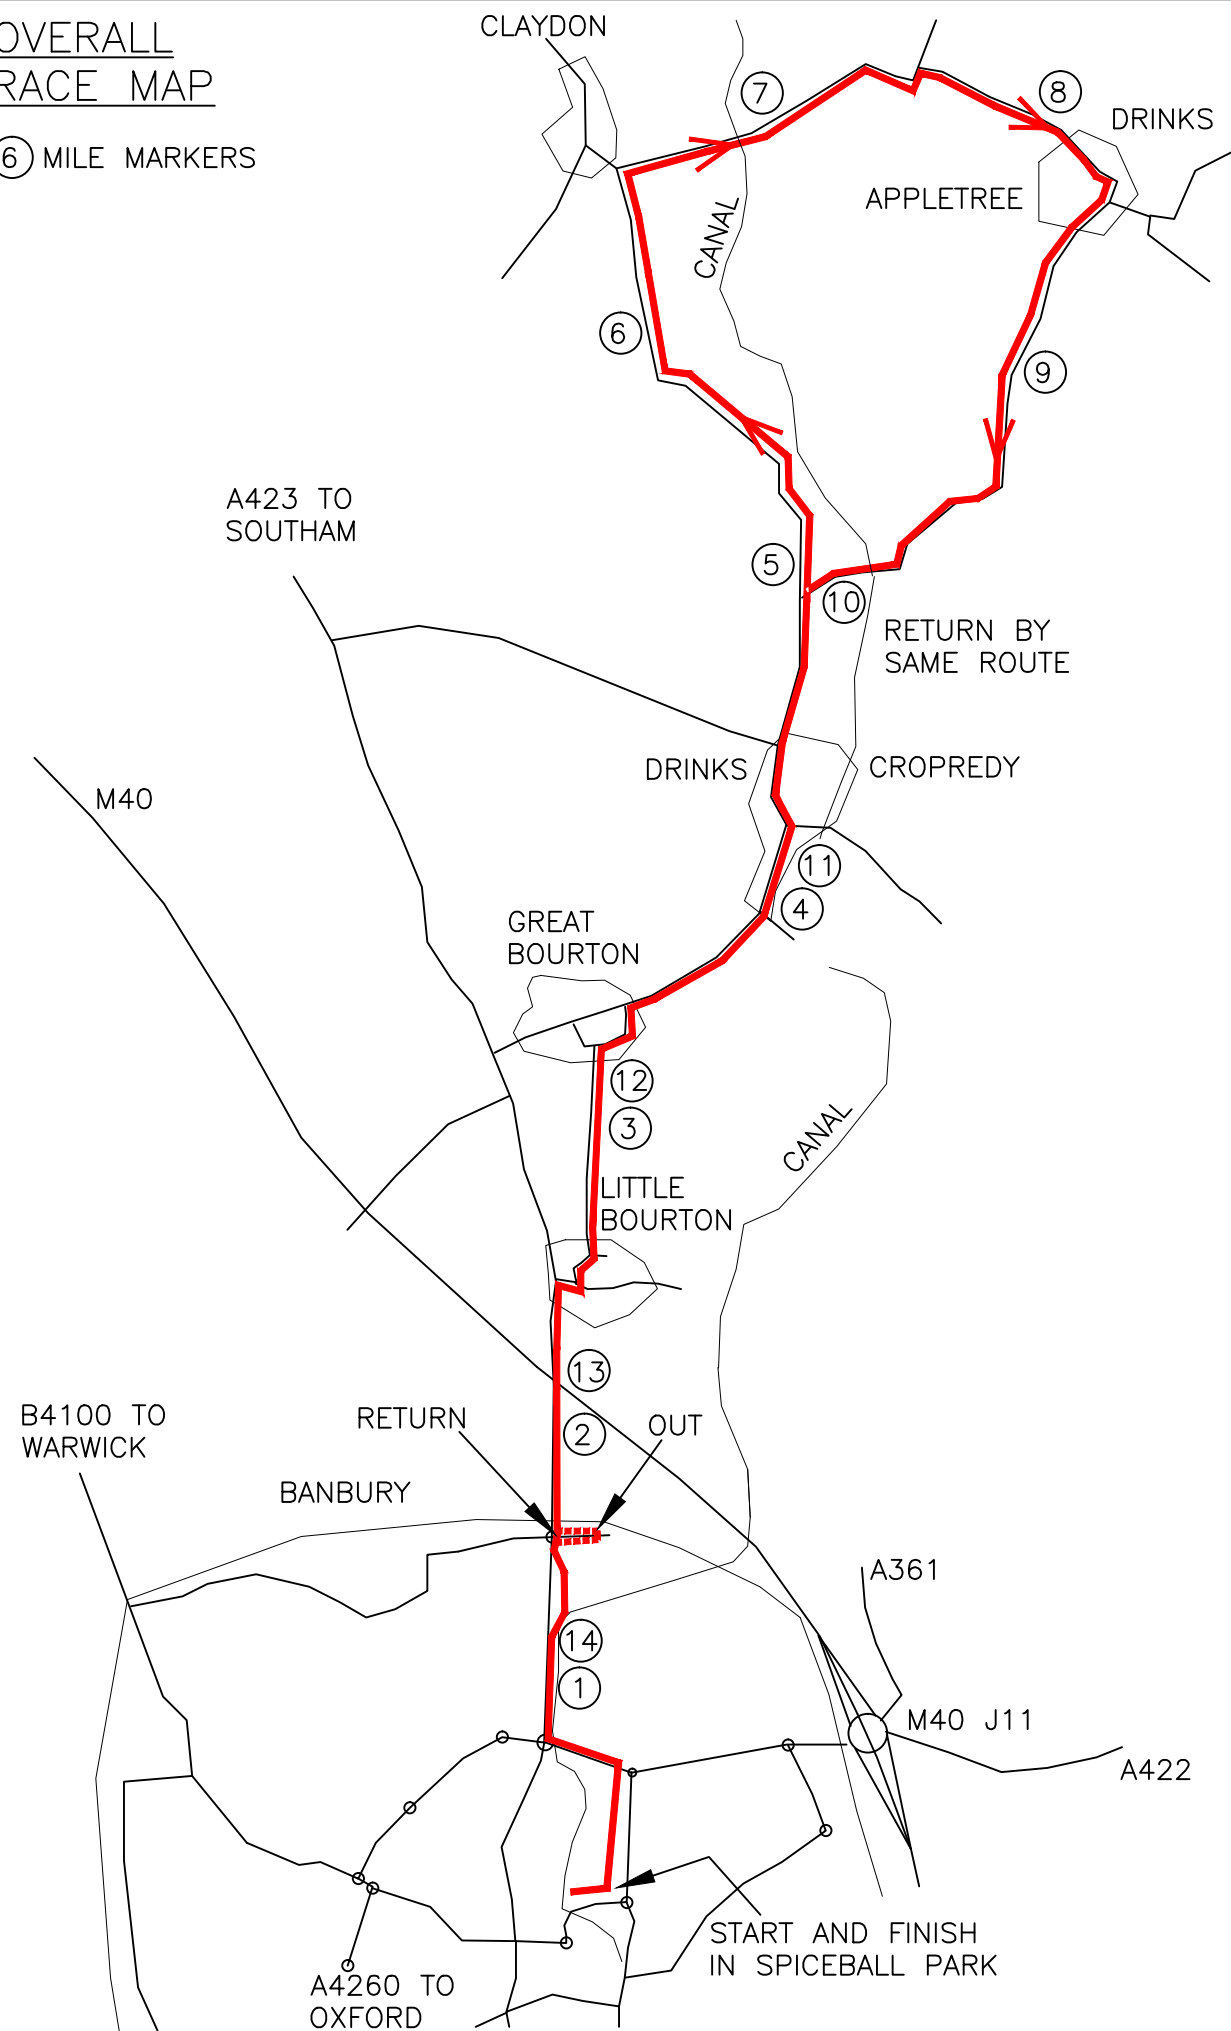 OVERALL
RACE MAP
6 MILE MARKERS
CLAYDON
7
8
DRINKS
APPLETREE
CANAL
6
9
A423 TO
SOUTHAM
5
10
RETURN BY
SAME ROUTE
DRINKS
CROPREDY
M40
11
4
GREAT
BOURTON
12
3
CANAL
LITTLE
BOURTON
13
2
RETURN
OUT
B4100 TO
WARWICK
BANBURY
A361
14
1
M40 J11
A422
START AND FINISH
IN SPICEBALL PARK
A4260 TO
OXFORD